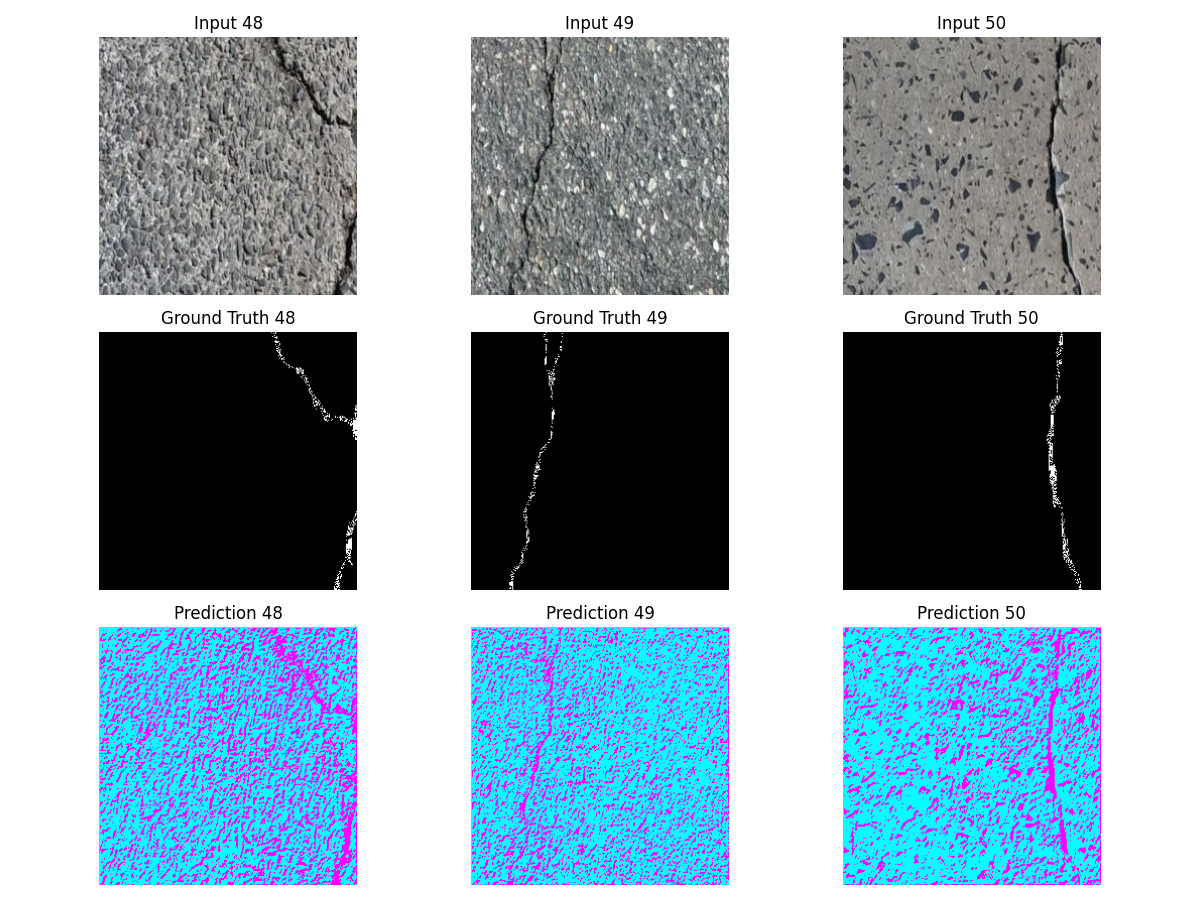 Input 48
Input 49
Input 50
Ground Truth 48
Ground Truth 49
Ground Truth 50
Prediction 48
Prediction 49
Prediction 50